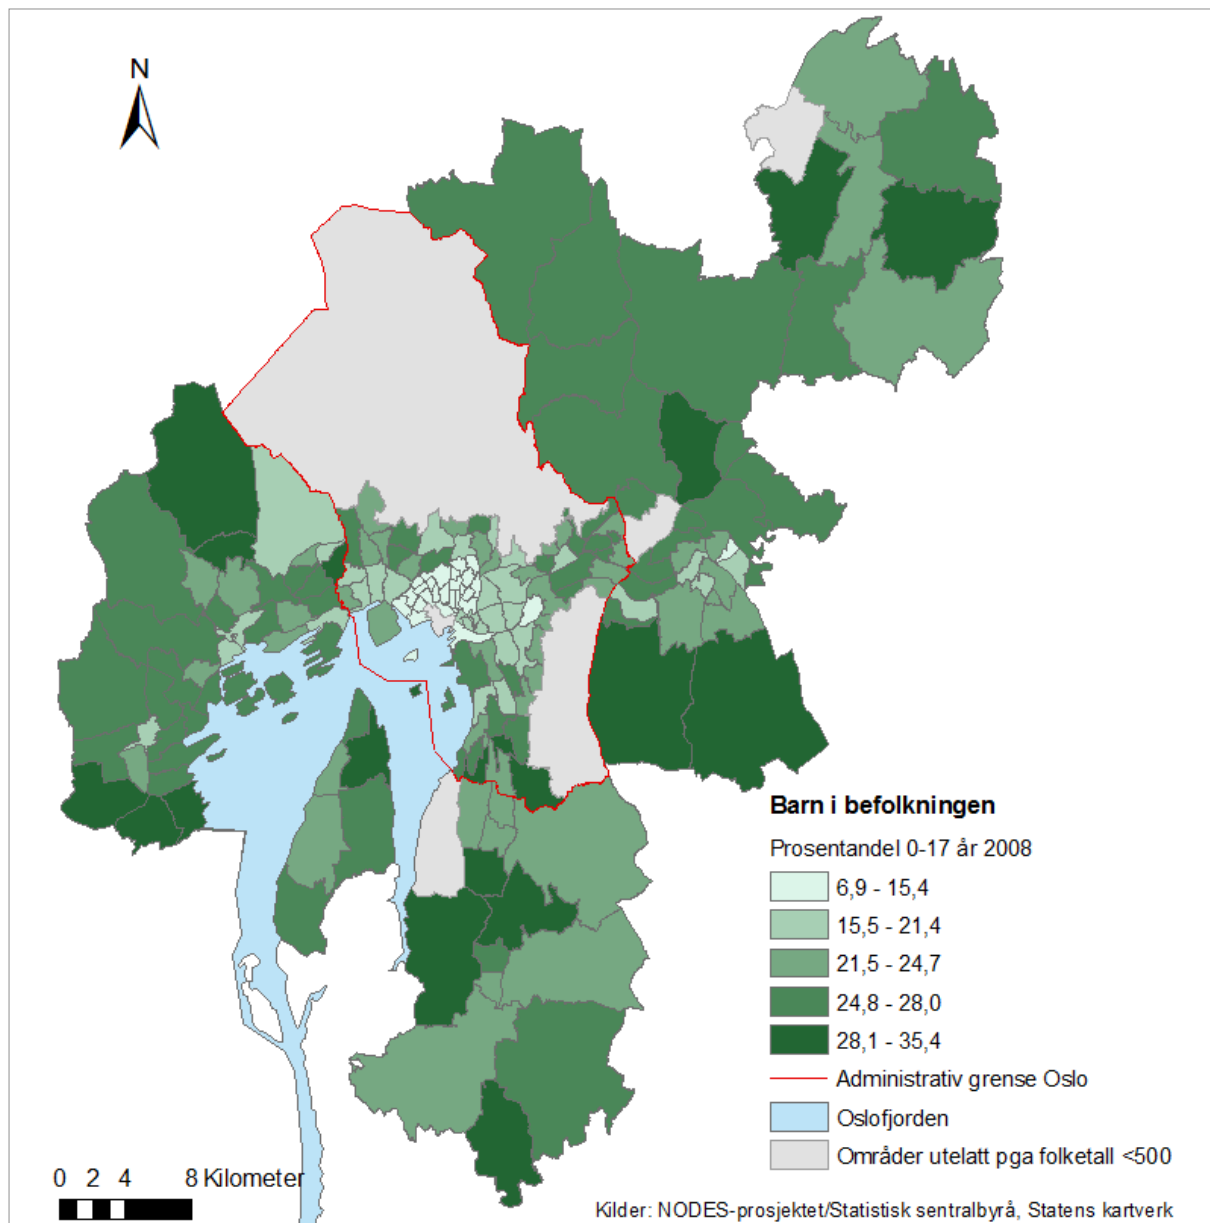 N
Barn i befolkningen
Prosentandel 0-17 år 2008
6,9 - 15,4
15,5 - 21,4
21,5 - 24,7
24,8 - 28,0
28,1 - 35,4
Administrativ grense Oslo
Oslofjorden
Områder utelatt pga folketall <500
0 2 4 8 Kilometer
Kilder: NODES-prosjektet/Statistisk sentralbyrå, Statens kartverk